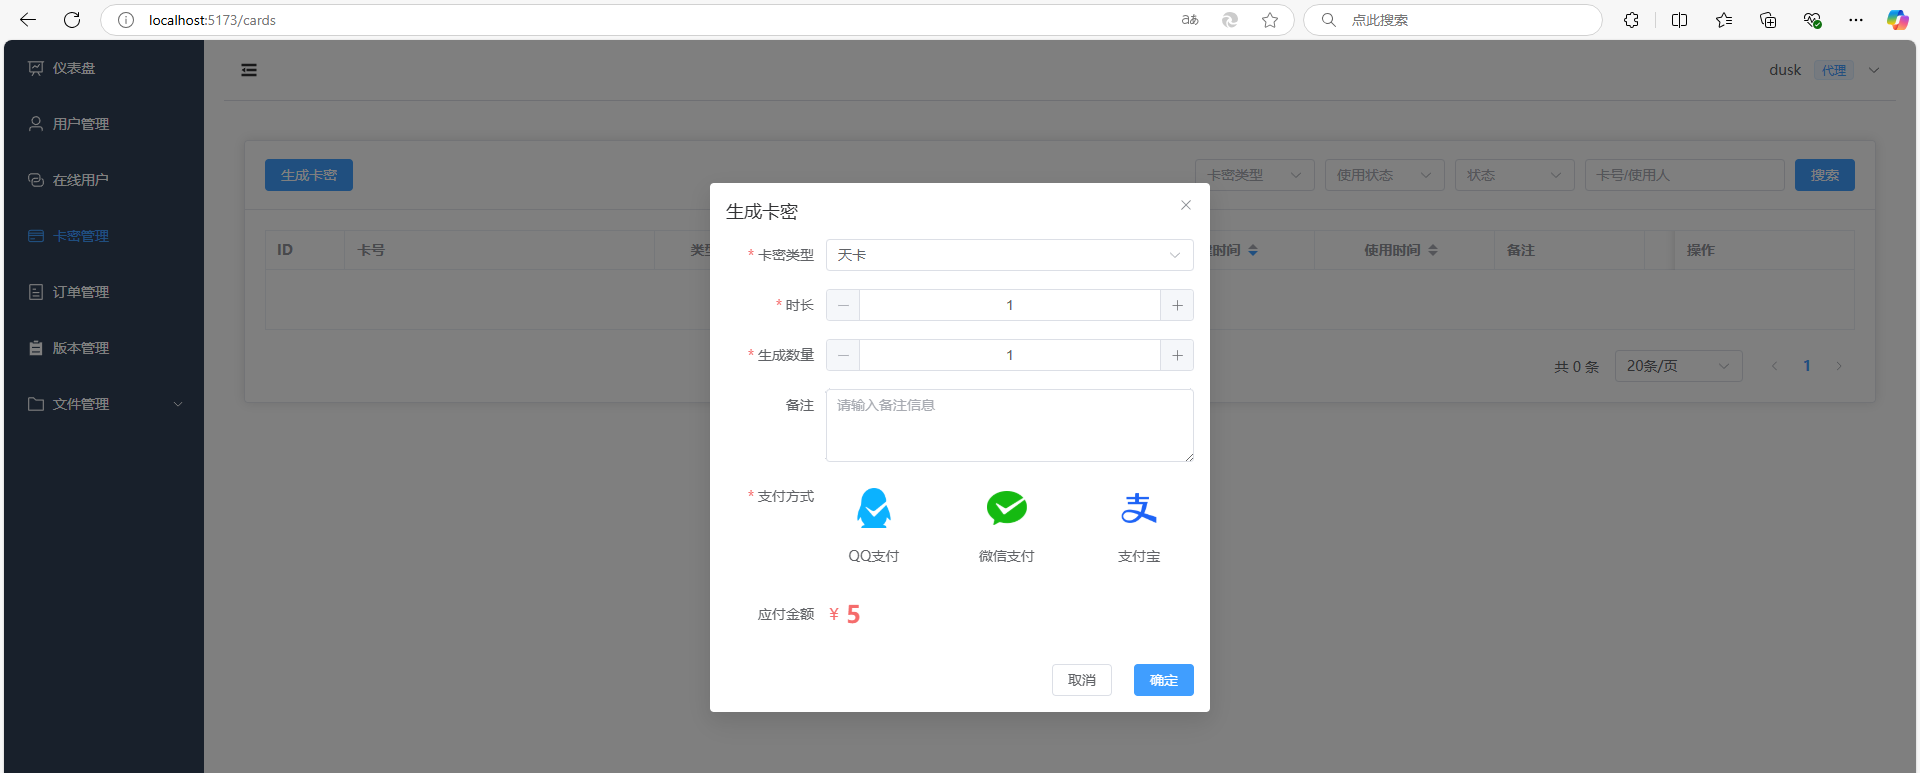 localhost:5173/cards
点此搜索
仪表盘
用户管理
在线用户
卡密管理
订单管理
版本管理
文件管理
dusk 代理
生成卡密
卡密类型 使用状态 状态 卡号/使用人 搜索
ID 卡号 时间 使用时间 备注 操作
共 0 条 20条/页 1
生成卡密
* 卡密类型 天卡
* 时长 1
* 生成数量 1
备注 请输入备注信息
* 支付方式
QQ支付 微信支付 支付宝
应付金额 ¥ 5
取消 确定